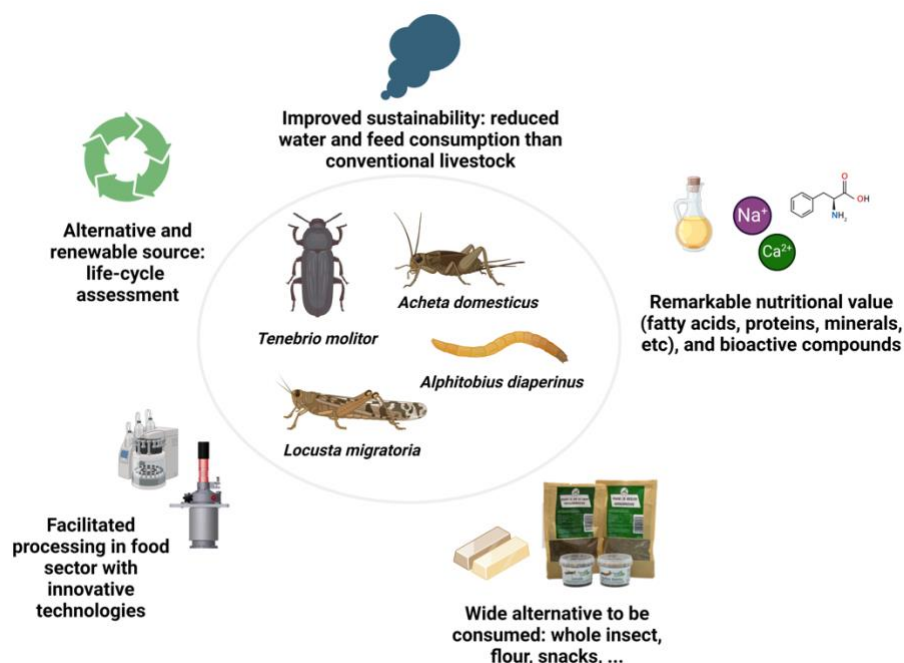 Improved sustainability: reduced
water and feed consumption than
conventional livestock
Alternative and
renewable source:
life-cycle
assessment
Tenebrio molitor
Acheta domesticus
Alphitobius diaperinus
Locusta migratoria
Na⁺
Ca²⁺
O
OH
NH₂
Remarkable nutritional value
(fatty acids, proteins, minerals,
etc), and bioactive compounds
Facilitated
processing in food
sector with
innovative
technologies
Wide alternative to be
consumed: whole insect,
flour, snacks, ...